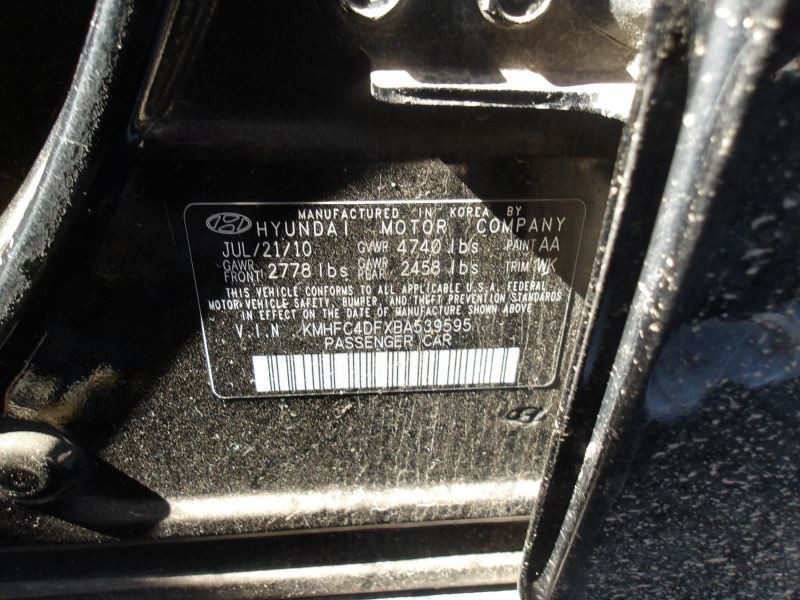 MANUFACTURED IN KOREA BY
HYUNDAI MOTOR COMPANY
JUL/21/10 GVWR 4740 lbs PAINT AA
GAWR FRONT 2778 lbs GAWR REAR 2458 lbs TRIM WK
THIS VEHICLE CONFORMS TO ALL APPLICABLE U.S.A. FEDERAL
MOTOR VEHICLE SAFETY, BUMPER, AND THEFT PREVENTION STANDARDS
IN EFFECT ON THE DATE OF MANUFACTURE.
V.I.N KMHFC4DFXBA539595
PASSENGER CAR